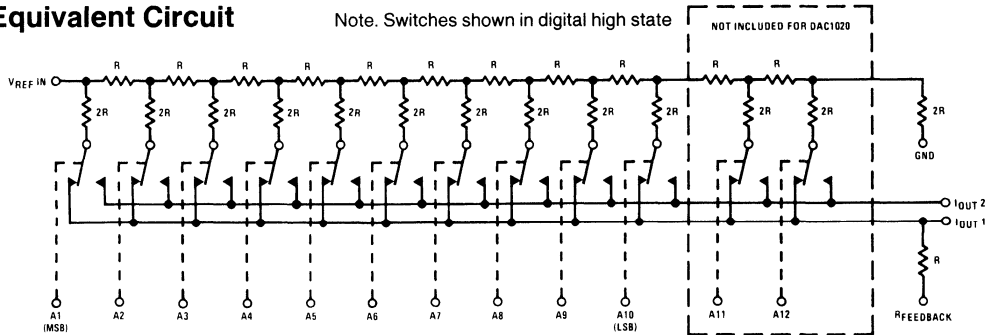 Equivalent Circuit
Note. Switches shown in digital high state
NOT INCLUDED FOR DAC1020
R R R R R R R R R R R
VREF IN
2R 2R 2R 2R 2R 2R 2R 2R 2R 2R 2R 2R 2R
GND
IOUT 2
IOUT 1
R
A1 A2 A3 A4 A5 A6 A7 A8 A9 A10 A11 A12 RFEEDBACK
(MSB) (LSB)